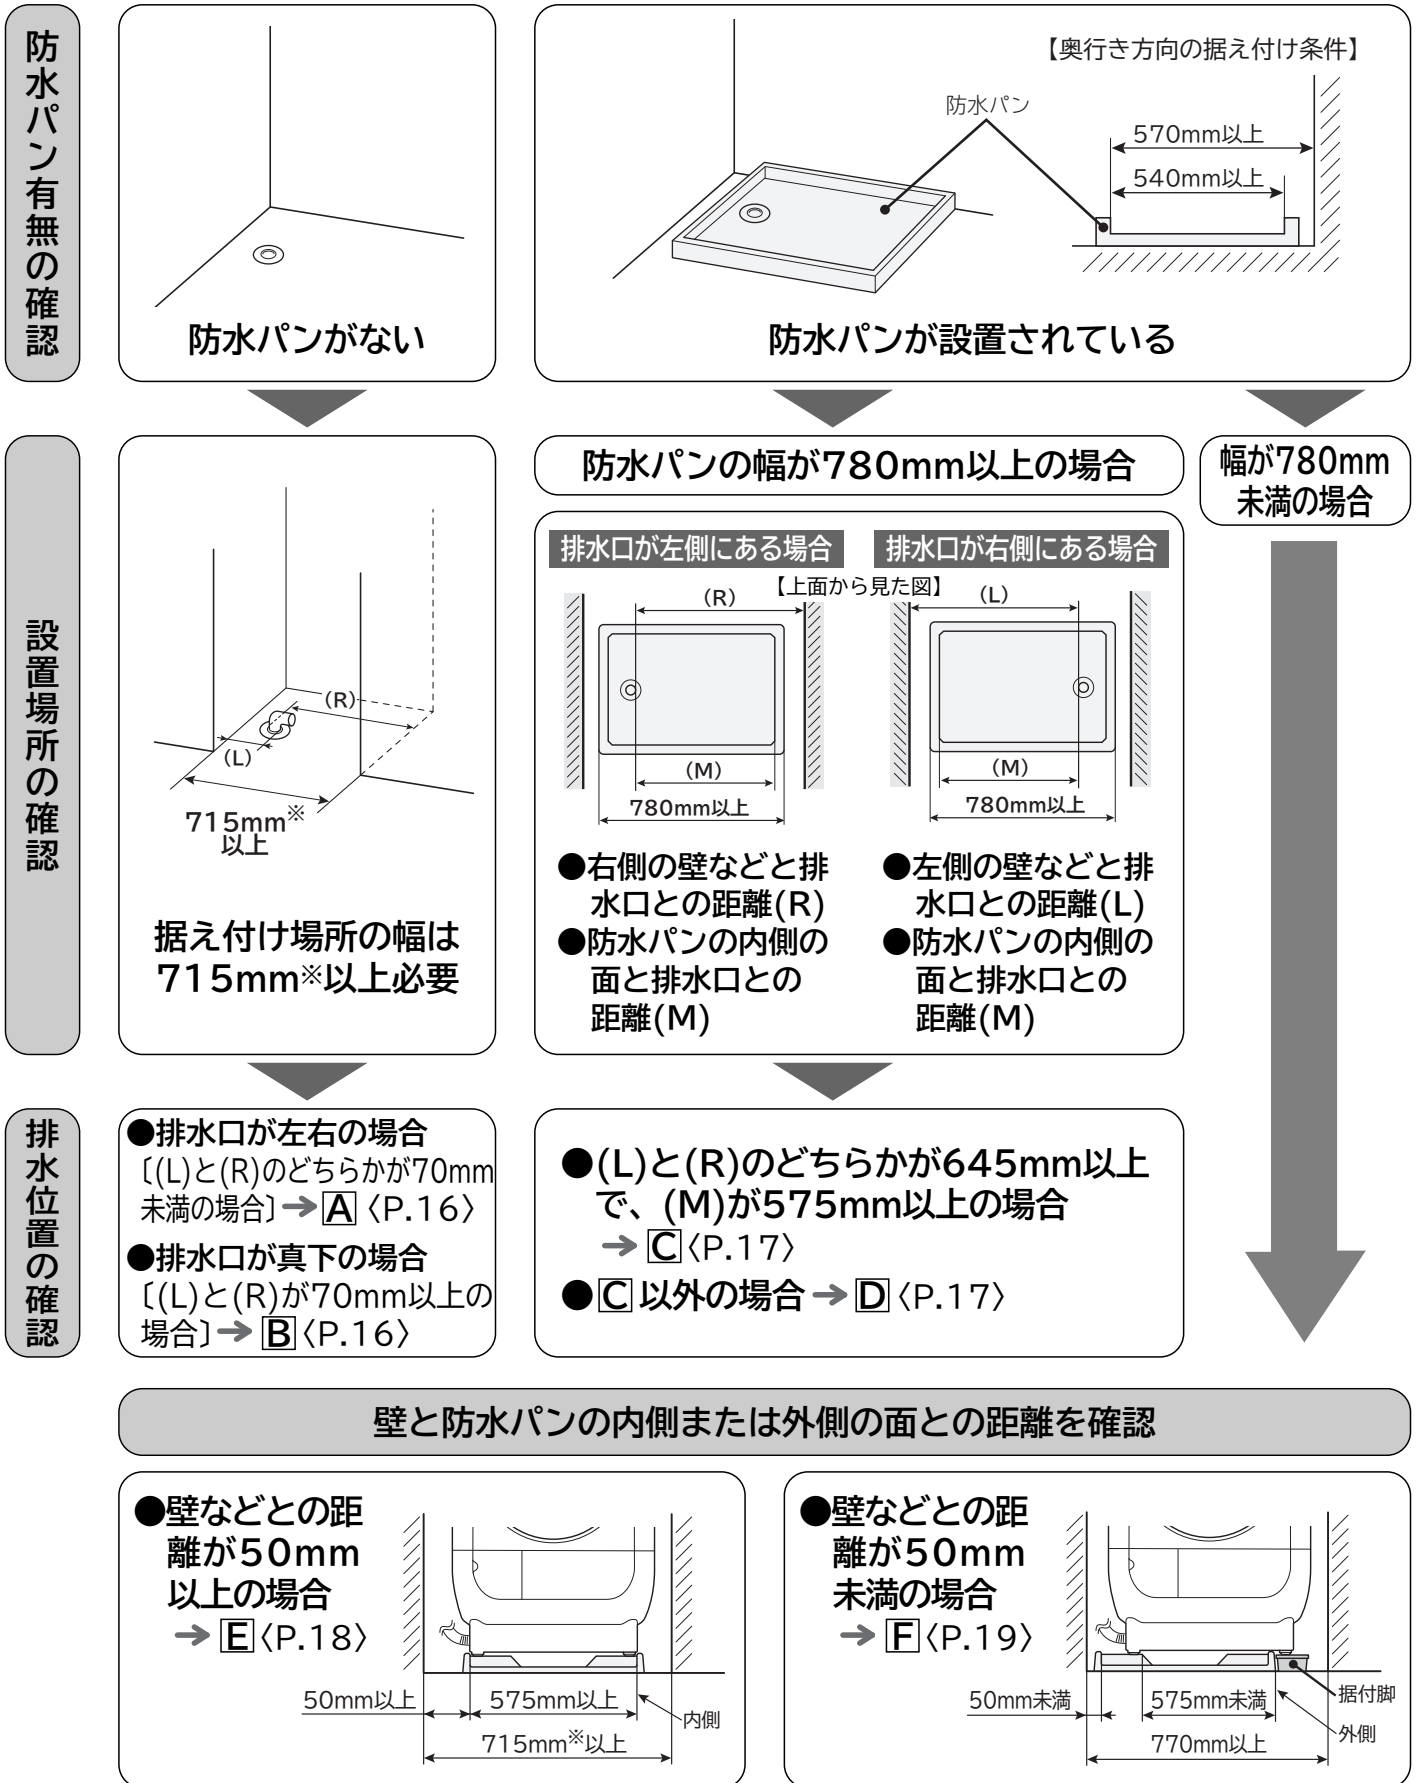 防水パン有無の確認
防水パンがない
【奥行き方向の据え付け条件】
防水パン
570mm以上
540mm以上
防水パンが設置されている
設置場所の確認
(R)
(L)
715mm※
以上
据え付け場所の幅は
715mm※以上必要
防水パンの幅が780mm以上の場合
排水口が左側にある場合
排水口が右側にある場合
【上面から見た図】
(R)
(L)
(M)
(M)
780mm以上
780mm以上
●右側の壁などと排
水口との距離(R)
●防水パンの内側の
面と排水口との
距離(M)
●左側の壁などと排
水口との距離(L)
●防水パンの内側の
面と排水口との
距離(M)
幅が780mm
未満の場合
排水位置の確認
●排水口が左右の場合
〔(L)と(R)のどちらかが70mm
未満の場合〕➔A〈P.16〉
●排水口が真下の場合
〔(L)と(R)が70mm以上の
場合〕➔B〈P.16〉
●(L)と(R)のどちらかが645mm以上
で、(M)が575mm以上の場合
➔C〈P.17〉
●C以外の場合➔D〈P.17〉
壁と防水パンの内側または外側の面との距離を確認
●壁などとの距
離が50mm
以上の場合
➔E〈P.18〉
50mm以上
575mm以上
内側
715mm※以上
●壁などとの距
離が50mm
未満の場合
➔F〈P.19〉
50mm未満
575mm未満
据付脚
外側
770mm以上